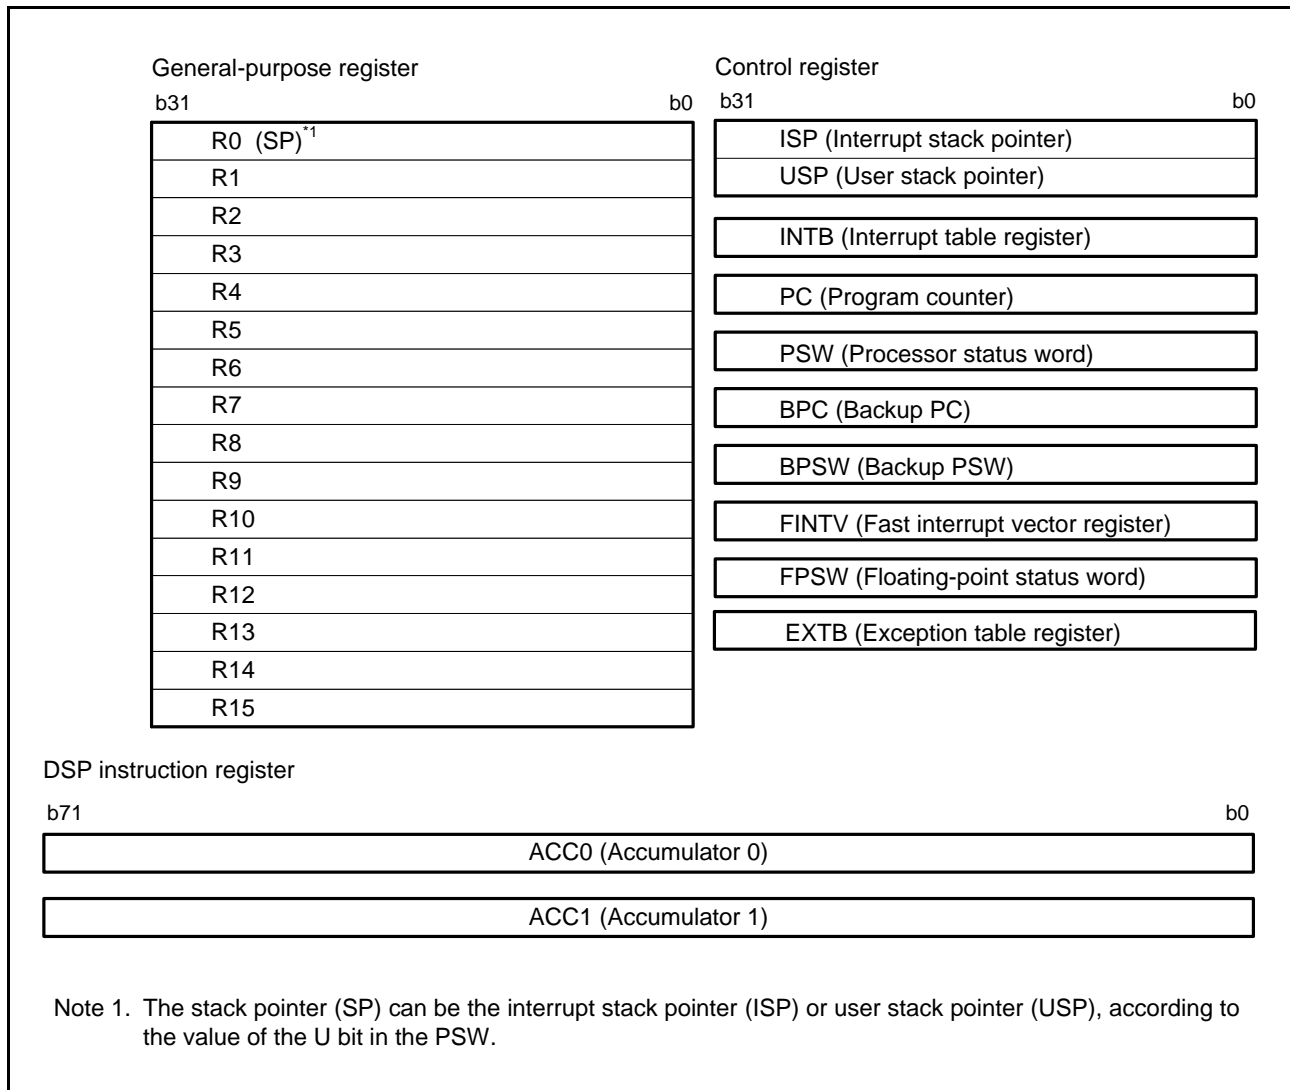 General-purpose register
b31 b0
R0 (SP)*1
R1
R2
R3
R4
R5
R6
R7
R8
R9
R10
R11
R12
R13
R14
R15
Control register
b31 b0
ISP (Interrupt stack pointer)
USP (User stack pointer)
INTB (Interrupt table register)
PC (Program counter)
PSW (Processor status word)
BPC (Backup PC)
BPSW (Backup PSW)
FINTV (Fast interrupt vector register)
FPSW (Floating-point status word)
EXTB (Exception table register)
DSP instruction register
b71 b0
ACC0 (Accumulator 0)
ACC1 (Accumulator 1)
Note 1. The stack pointer (SP) can be the interrupt stack pointer (ISP) or user stack pointer (USP), according to
the value of the U bit in the PSW.